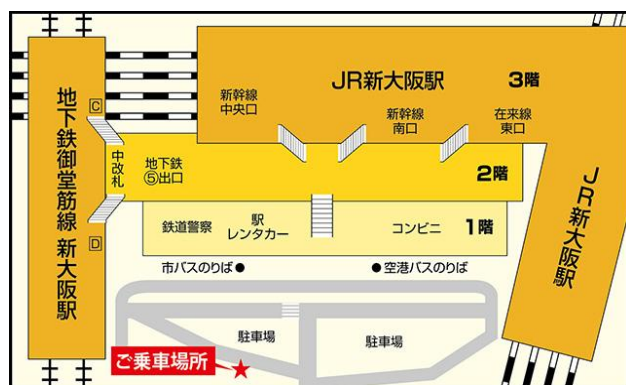 JR新大阪駅
3階
新幹線
中央口
新幹線
南口
在来線
東口
地下鉄御堂筋線 新大阪駅
C
D
中改札
地下鉄
⑤出口
2階
JR新大阪駅
鉄道警察
駅
レンタカー
コンビニ
1階
市バスのりば●
●空港バスのりば
駐車場
駐車場
ご乗車場所